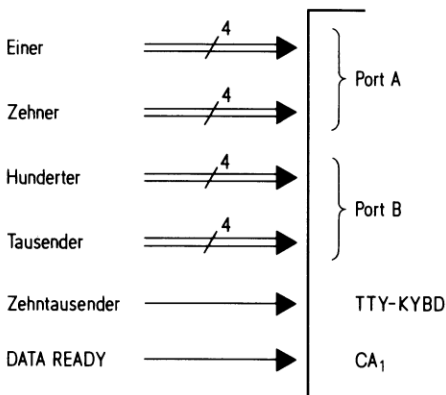 Einer 4
Zehner 4 Port A
Hunderter 4
Tausender 4 Port B
Zehntausender TTY-KYBD
DATA READY CA₁